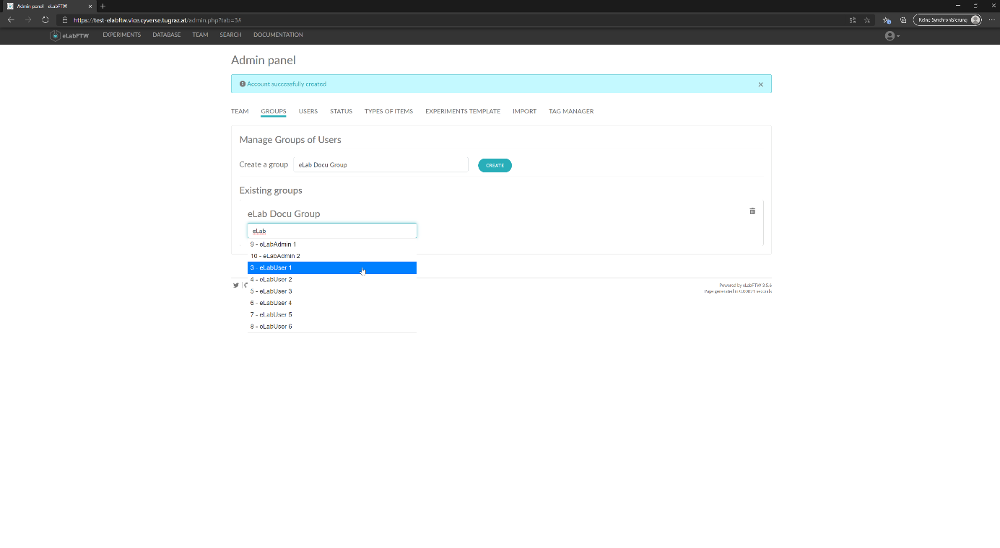 Admin panel - eLabFTW
https://test-elabftw.vice.cyverse.tugraz.at/admin.php?tab=3#
Keine Synchronisierung
eLabFTW
EXPERIMENTS
DATABASE
TEAM
SEARCH
DOCUMENTATION
Admin panel
Account successfully created
TEAM
GROUPS
USERS
STATUS
TYPES OF ITEMS
EXPERIMENTS TEMPLATE
IMPORT
TAG MANAGER
Manage Groups of Users
Create a group
eLab Docu Group
CREATE
Existing groups
eLab Docu Group
eLab
9 - eLabAdmin 1
10 - eLabAdmin 2
3 - eLabUser 1
4 - eLabUser 2
5 - eLabUser 3
6 - eLabUser 4
7 - eLabUser 5
8 - eLabUser 6
Powered by eLabFTW 3.5.6
Page generated in 0.00821 seconds